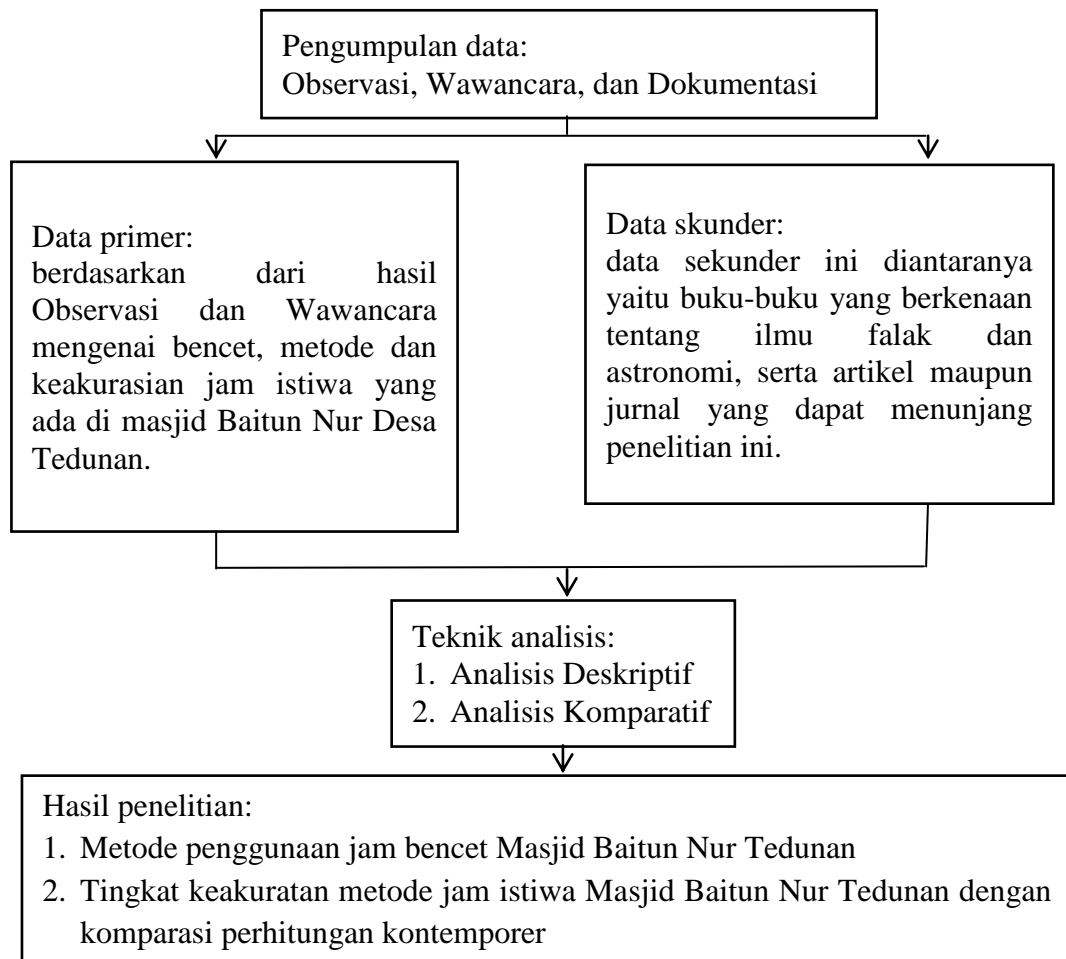 Pengumpulan data:
Observasi, Wawancara, dan Dokumentasi
Data primer:
berdasarkan dari hasil
Observasi dan Wawancara
mengenai bencet, metode dan
keakurasian jam istiwa yang
ada di masjid Baitun Nur Desa
Tedunan.
Data skunder:
data sekunder ini diantaranya
yaitu buku-buku yang berkenaan
tentang ilmu falak dan
astronomi, serta artikel maupun
jurnal yang dapat menunjang
penelitian ini.
Teknik analisis:
1. Analisis Deskriptif
2. Analisis Komparatif
Hasil penelitian:
1. Metode penggunaan jam bencet Masjid Baitun Nur Tedunan
2. Tingkat keakuratan metode jam istiwa Masjid Baitun Nur Tedunan dengan
komparasi perhitungan kontemporer